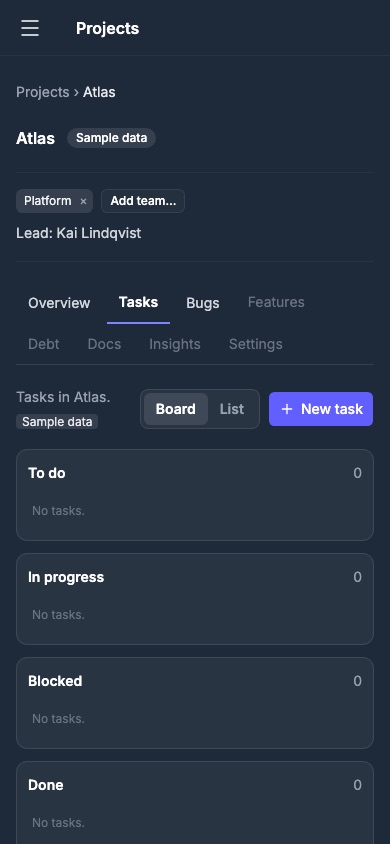 Projects
Projects › Atlas
Atlas Sample data
Platform × Add team...
Lead: Kai Lindqvist
Overview Tasks Bugs Features
Debt Docs Insights Settings
Tasks in Atlas.
Sample data
Board List + New task
To do 0
No tasks.
In progress 0
No tasks.
Blocked 0
No tasks.
Done 0
No tasks.